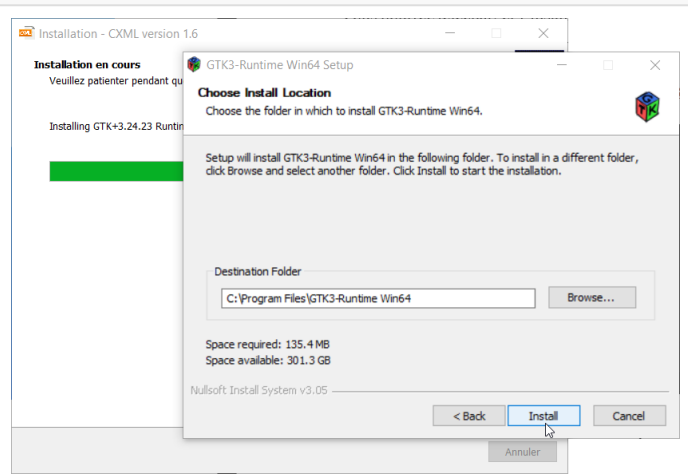 Installation - CXML version 1.6
Installation en cours
Veuillez patienter pendant qu
Installing GTK+3.24.23 Runtin
GTK3-Runtime Win64 Setup
Choose Install Location
Choose the folder in which to install GTK3-Runtime Win64.
Setup will install GTK3-Runtime Win64 in the following folder. To install in a different folder,
click Browse and select another folder. Click Install to start the installation.
Destination Folder
C:\Program Files\GTK3-Runtime Win64
Browse...
Space required: 135.4 MB
Space available: 301.3 GB
Nullsoft Install System v3.05
< Back
Install
Cancel
Annuler